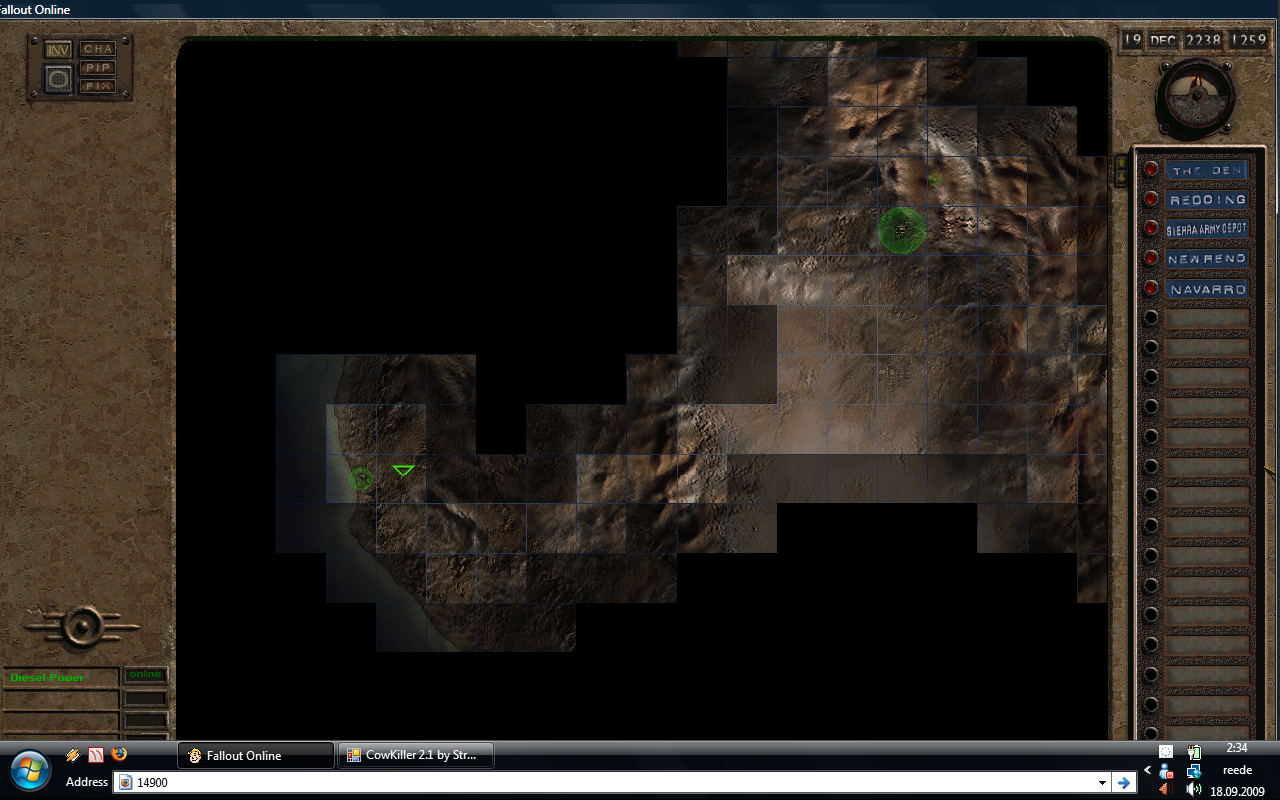 Fallout Online
INV
CHA
PIP
FIX
19 DEC 2238 1259
THE DEN
REDDING
SIERRA ARMY DEPOT
NEW RENO
NAVARRO
Diesel-Power
online
Fallout Online
CowKiller 2.1 by Str...
2:34
Address
14900
reede
18.09.2009